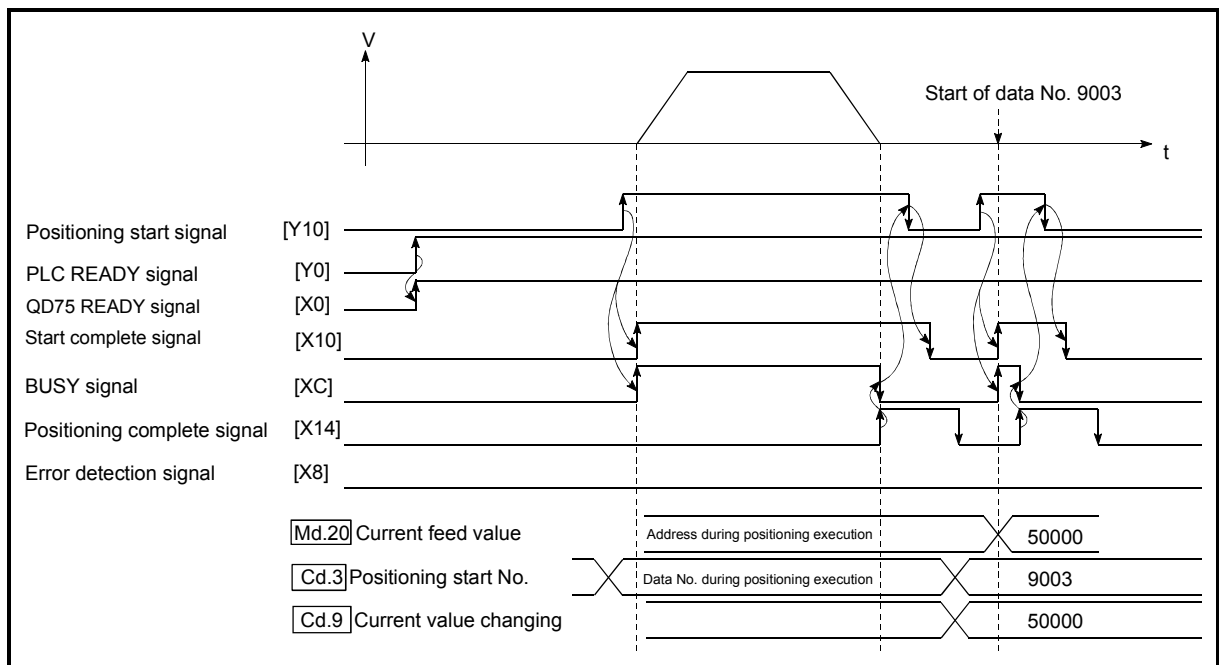 V
Start of data No. 9003
t
Positioning start signal [Y10]
PLC READY signal [Y0]
QD75 READY signal [X0]
Start complete signal [X10]
BUSY signal [XC]
Positioning complete signal [X14]
Error detection signal [X8]
Md.20 Current feed value Address during positioning execution 50000
Cd.3 Positioning start No. Data No. during positioning execution 9003
Cd.9 Current value changing 50000